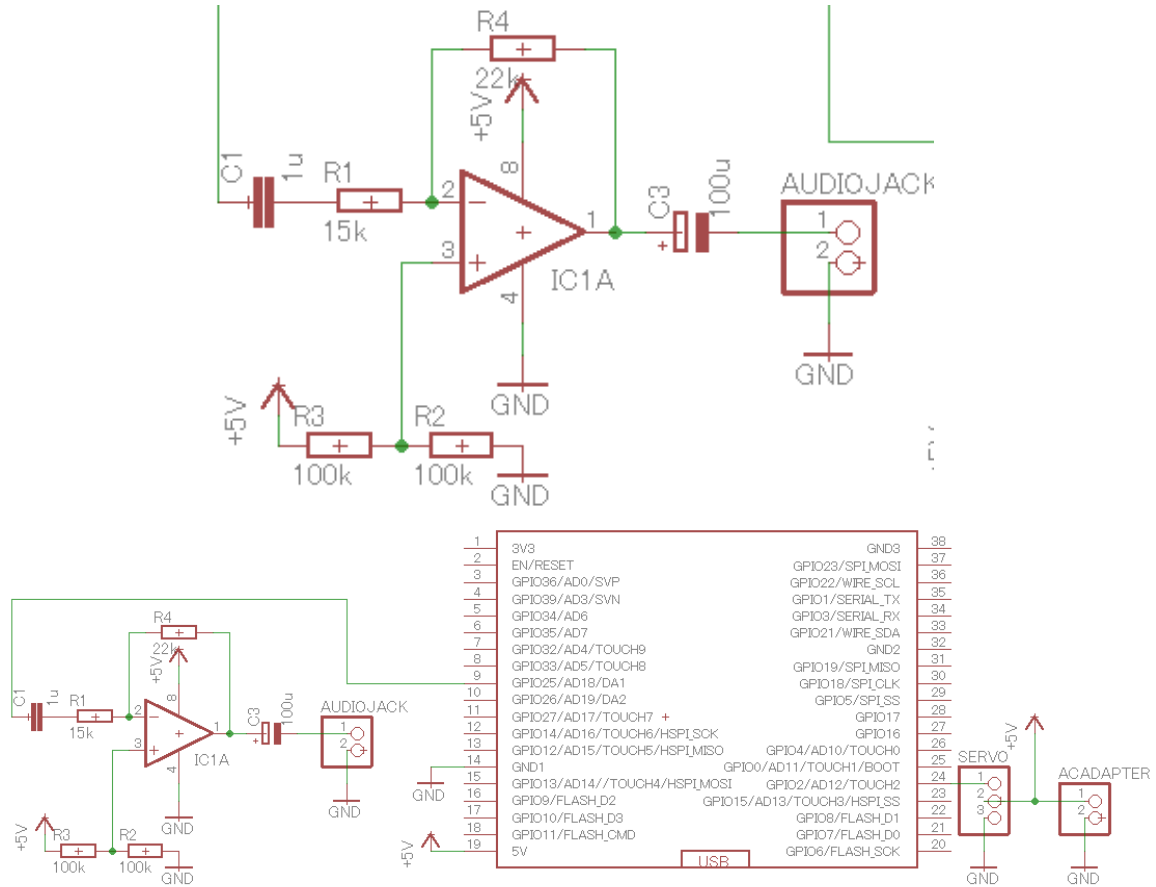 R4
22k
+5V
8
C1
1u
R1
15k
2
3
1
4
IC1A
C3
100u
AUDIOJACK
1
2
GND
GND
+5V
R3
100k
R2
100k
GND
R4
22k
+5V
8
C1
1u
R1
15k
2
3
1
4
IC1A
C3
100u
AUDIOJACK
1
2
GND
GND
+5V
R3
100k
R2
100k
GND
1 3V3
2 EN/RESET
3 GPIO36/AD0/SVP
4 GPIO39/AD3/SVN
5 GPIO34/AD6
6 GPIO35/AD7
7 GPIO32/AD4/TOUCH9
8 GPIO33/AD5/TOUCH8
9 GPIO25/AD18/DA1
10 GPIO26/AD19/DA2
11 GPIO27/AD17/TOUCH7
12 GPIO14/AD16/TOUCH6/HSPI_SCK
13 GPIO12/AD15/TOUCH5/HSPI_MISO
14 GND1
15 GPIO13/AD14//TOUCH4/HSPI_MOSI
16 GPIO9/FLASH_D2
17 GPIO10/FLASH_D3
18 GPIO11/FLASH_CMD
19 5V
GND
+5V
USB
GND3 38
GPIO23/SPI_MOSI 37
GPIO22/WIRE_SCL 36
GPIO1/SERIAL_TX 35
GPIO3/SERIAL_RX 34
GPIO21/WIRE_SDA 33
GND2 32
GPIO19/SPI_MISO 31
GPIO18/SPI_CLK 30
GPIO5/SPI_SS 29
GPIO17 28
GPIO16 27
GPIO4/AD10/TOUCH0 26
GPIO0/AD11/TOUCH1/BOOT 25
GPIO2/AD12/TOUCH2 24
GPIO15/AD13/TOUCH3/HSPI_SS 23
GPIO8/FLASH_D1 22
GPIO7/FLASH_D0 21
GPIO6/FLASH_SCK 20
SERVO
1
2
3
GND
+5V
ACADAPTER
1
2
GND